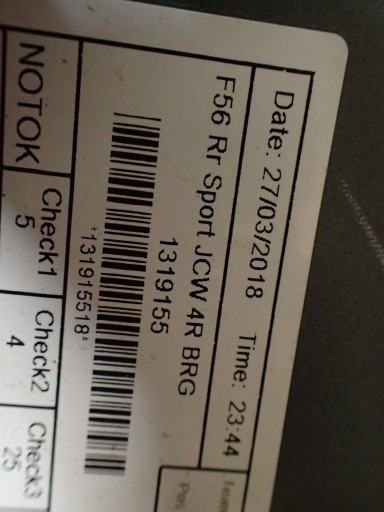 Date: 27/03/2018 Time: 23:44
F56 Rr Sport JCW 4R BRG
1319155
*131915518*
NOTOK
Check1 Check2 Check3
5 4 25